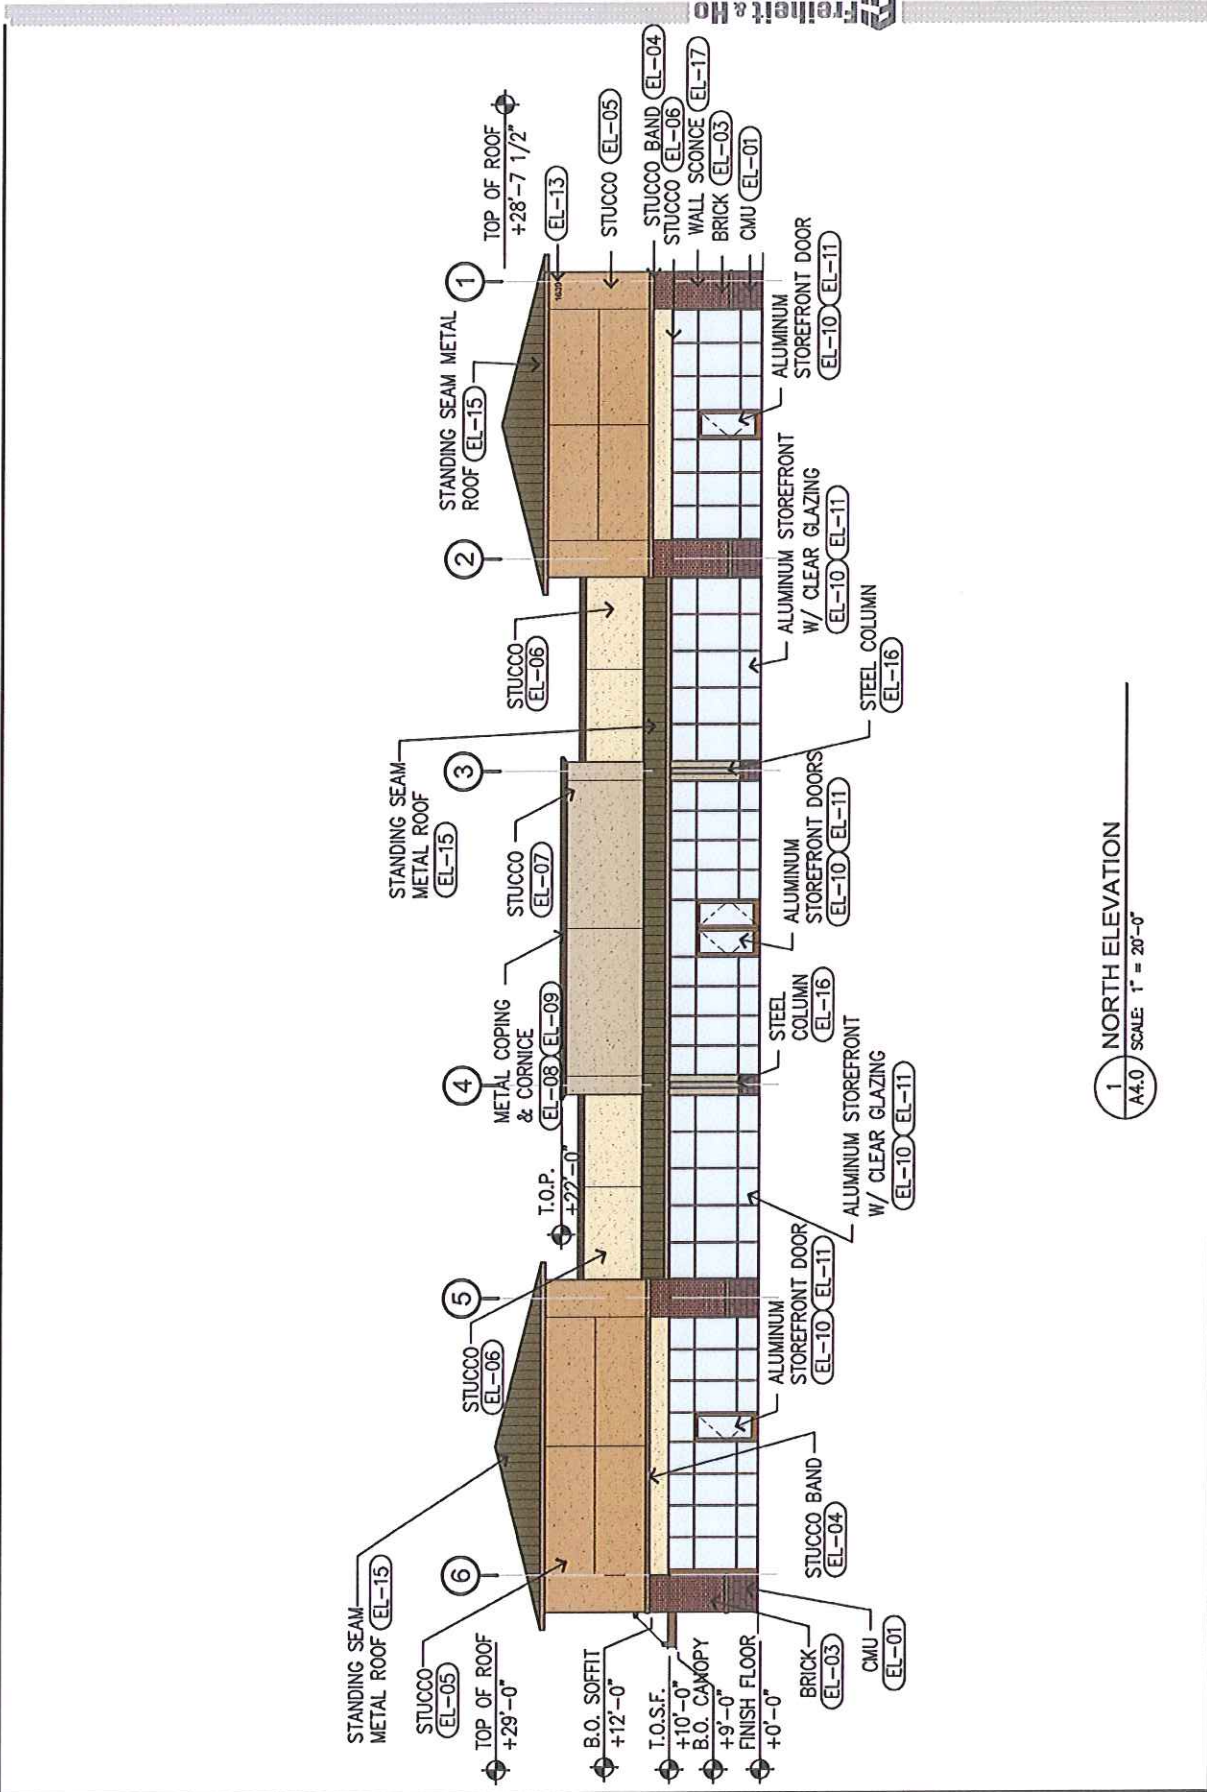 Freiheit & Ho
1
2
3
4
5
6
TOP OF ROOF
+28'-7 1/2"
EL-13
STUCCO EL-05
STUCCO BAND EL-04
STUCCO EL-06
WALL SCONCE EL-17
BRICK EL-03
CMU EL-01
STANDING SEAM METAL
ROOF EL-15
ALUMINUM
STOREFRONT DOOR
EL-10 EL-11
STUCCO
EL-06
ALUMINUM STOREFRONT
W/ CLEAR GLAZING
EL-10 EL-11
STEEL COLUMN
EL-16
STANDING SEAM
METAL ROOF
EL-15
STUCCO
EL-07
ALUMINUM
STOREFRONT DOORS
EL-10 EL-11
METAL COPING
& CORNICE
EL-08 EL-09
STEEL
COLUMN
EL-16
T.O.P.
+22'-0"
ALUMINUM STOREFRONT
W/ CLEAR GLAZING
EL-10 EL-11
STUCCO
EL-06
ALUMINUM
STOREFRONT DOOR
EL-10 EL-11
STANDING SEAM
METAL ROOF EL-15
STUCCO
EL-05
STUCCO BAND
EL-04
TOP OF ROOF
+29'-0"
B.O. SOFFIT
+12'-0"
T.O.S.F.
+10'-0"
B.O. CANOPY
+9'-0"
FINISH FLOOR
+0'-0"
BRICK
EL-03
CMU
EL-01
1
A4.0
NORTH ELEVATION
SCALE: 1" = 20'-0"